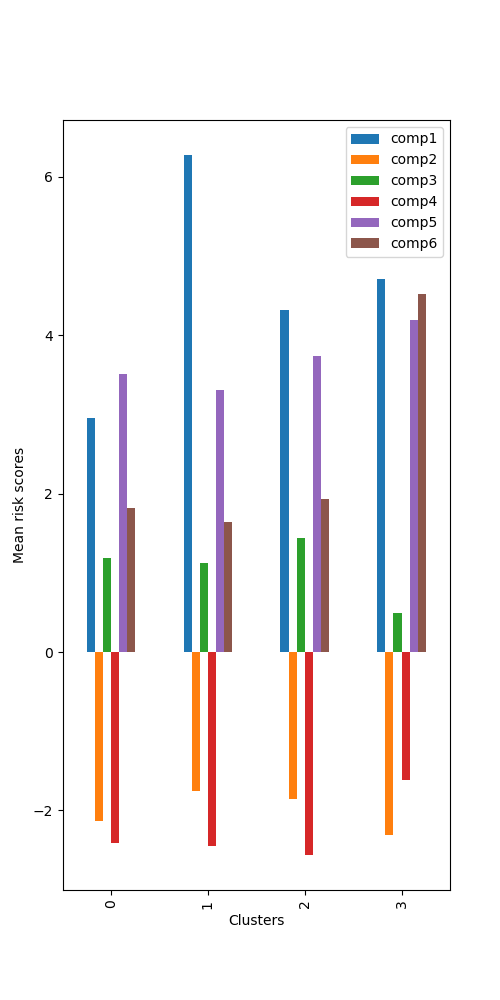 comp1
comp2
comp3
comp4
comp5
comp6
6
4
2
0
−2
Mean risk scores
0
1
2
3
Clusters